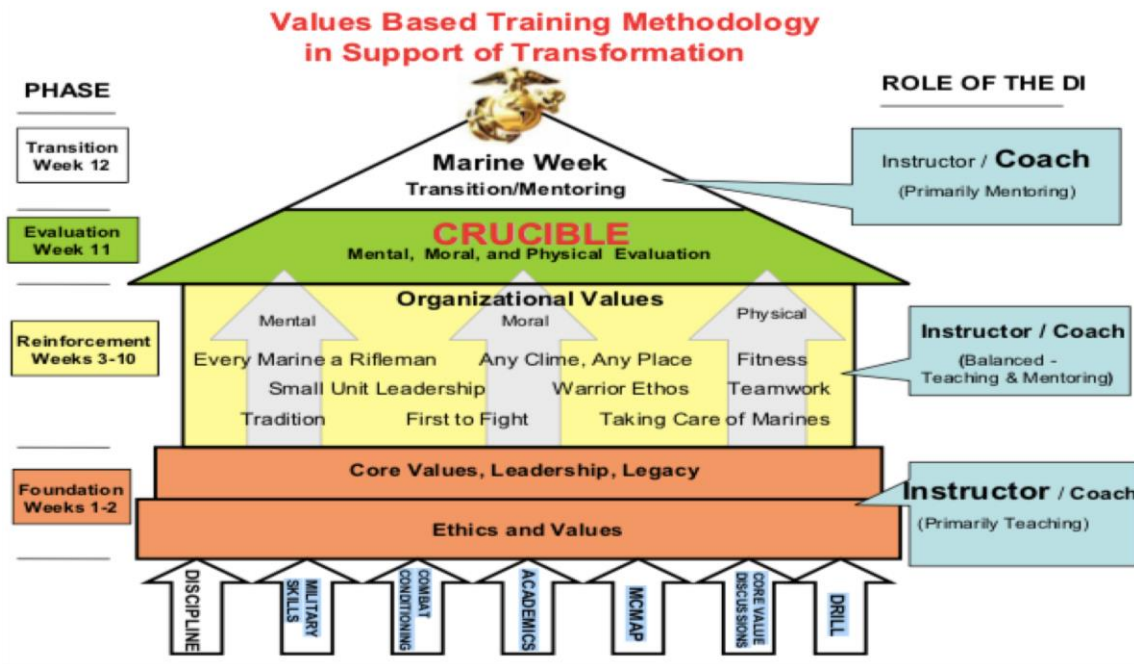 Values Based Training Methodology
in Support of Transformation
PHASE
ROLE OF THE DI
Transition
Week 12
Marine Week
Transition/Mentoring
Instructor / Coach
(Primarily Mentoring)
Evaluation
Week 11
CRUCIBLE
Mental, Moral, and Physical Evaluation
Reinforcement
Weeks 3-10
Organizational Values
Mental
Moral
Physical
Every Marine a Rifleman
Any Clime, Any Place
Fitness
Small Unit Leadership
Warrior Ethos
Teamwork
Tradition
First to Fight
Taking Care of Marines
Instructor / Coach
(Balanced -
Teaching & Mentoring)
Foundation
Weeks 1-2
Core Values, Leadership, Legacy
Ethics and Values
Instructor / Coach
(Primarily Teaching)
DISCIPLINE
MILITARY
SKILLS
COMBAT
CONDITIONING
ACADEMICS
MCMAP
CORE VALUE
DISCUSSIONS
DRILL